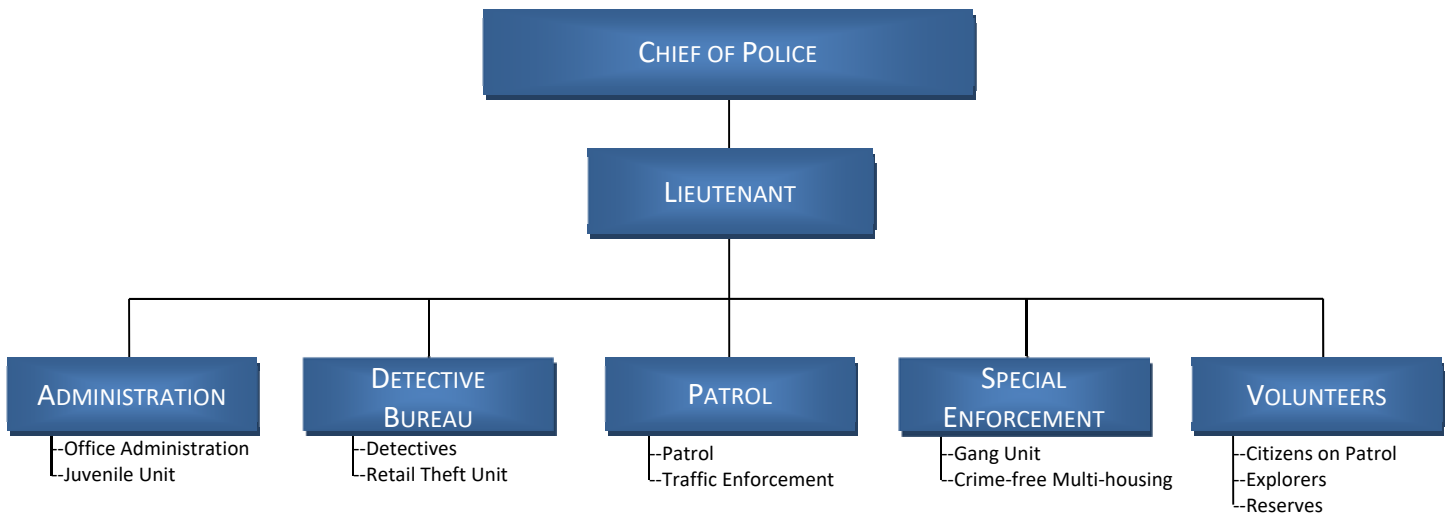 CHIEF OF POLICE
LIEUTENANT
ADMINISTRATION
--Office Administration
--Juvenile Unit
DETECTIVE
BUREAU
--Detectives
--Retail Theft Unit
PATROL
--Patrol
--Traffic Enforcement
SPECIAL
ENFORCEMENT
--Gang Unit
--Crime-free Multi-housing
VOLUNTEERS
--Citizens on Patrol
--Explorers
--Reserves